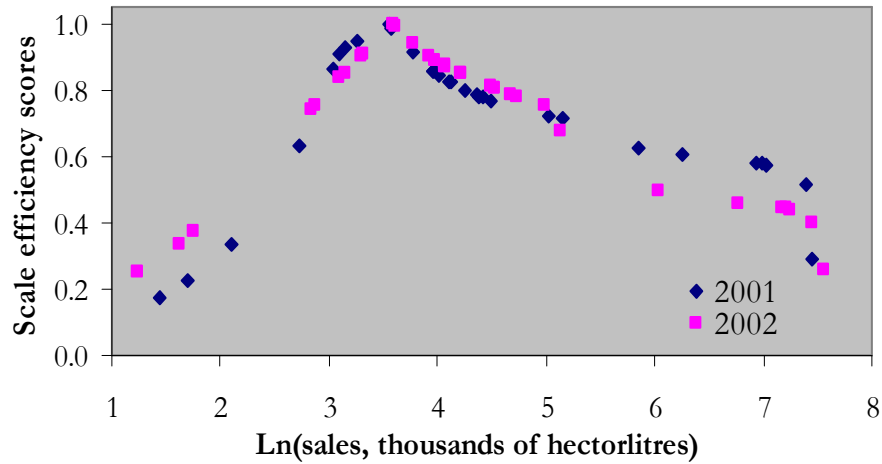 Scale efficiency scores
1.0
0.8
0.6
0.4
0.2
0.0
2001
2002
1 2 3 4 5 6 7 8
Ln(sales, thousands of hectorlitres)